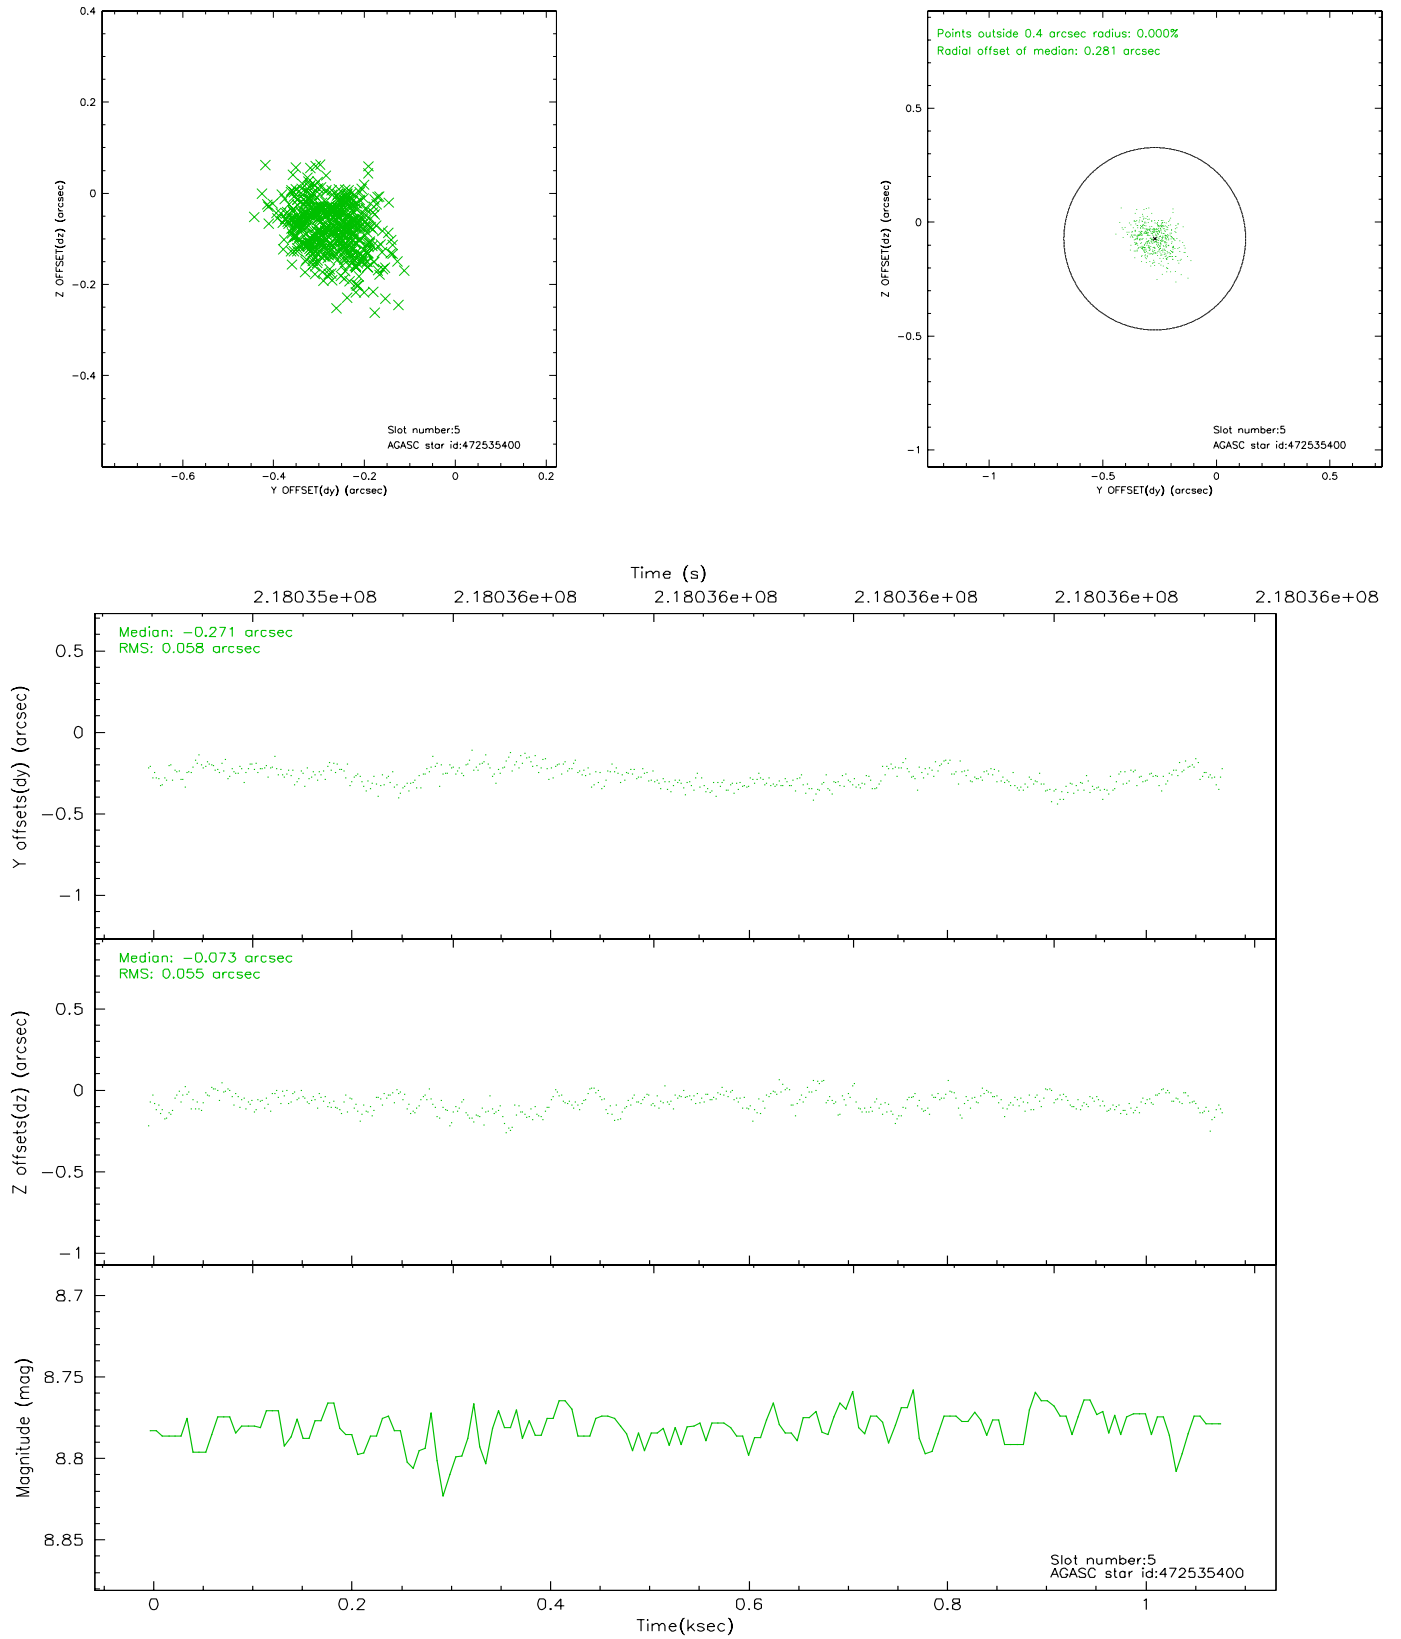 0.4
0.2
0
−0.2
−0.4
Z OFFSET(dz) (arcsec)
Slot number:5
AGASC star id:472535400
−0.6
−0.4
−0.2
0
0.2
Y OFFSET(dy) (arcsec)
Points outside 0.4 arcsec radius: 0.000%
Radial offset of median: 0.281 arcsec
0.5
0
−0.5
−1
Z OFFSET(dz) (arcsec)
Slot number:5
AGASC star id:472535400
−1
−0.5
0
0.5
Y OFFSET(dy) (arcsec)
Time (s)
2.18035e+08
2.18036e+08
2.18036e+08
2.18036e+08
2.18036e+08
2.18036e+08
Median: −0.271 arcsec
RMS: 0.058 arcsec
0.5
0
−0.5
−1
Y offsets(dy) (arcsec)
Median: −0.073 arcsec
RMS: 0.055 arcsec
0.5
0
−0.5
−1
Z offsets(dz) (arcsec)
8.7
8.75
8.8
8.85
Magnitude (mag)
Slot number:5
AGASC star id:472535400
0
0.2
0.4
0.6
0.8
1
Time(ksec)